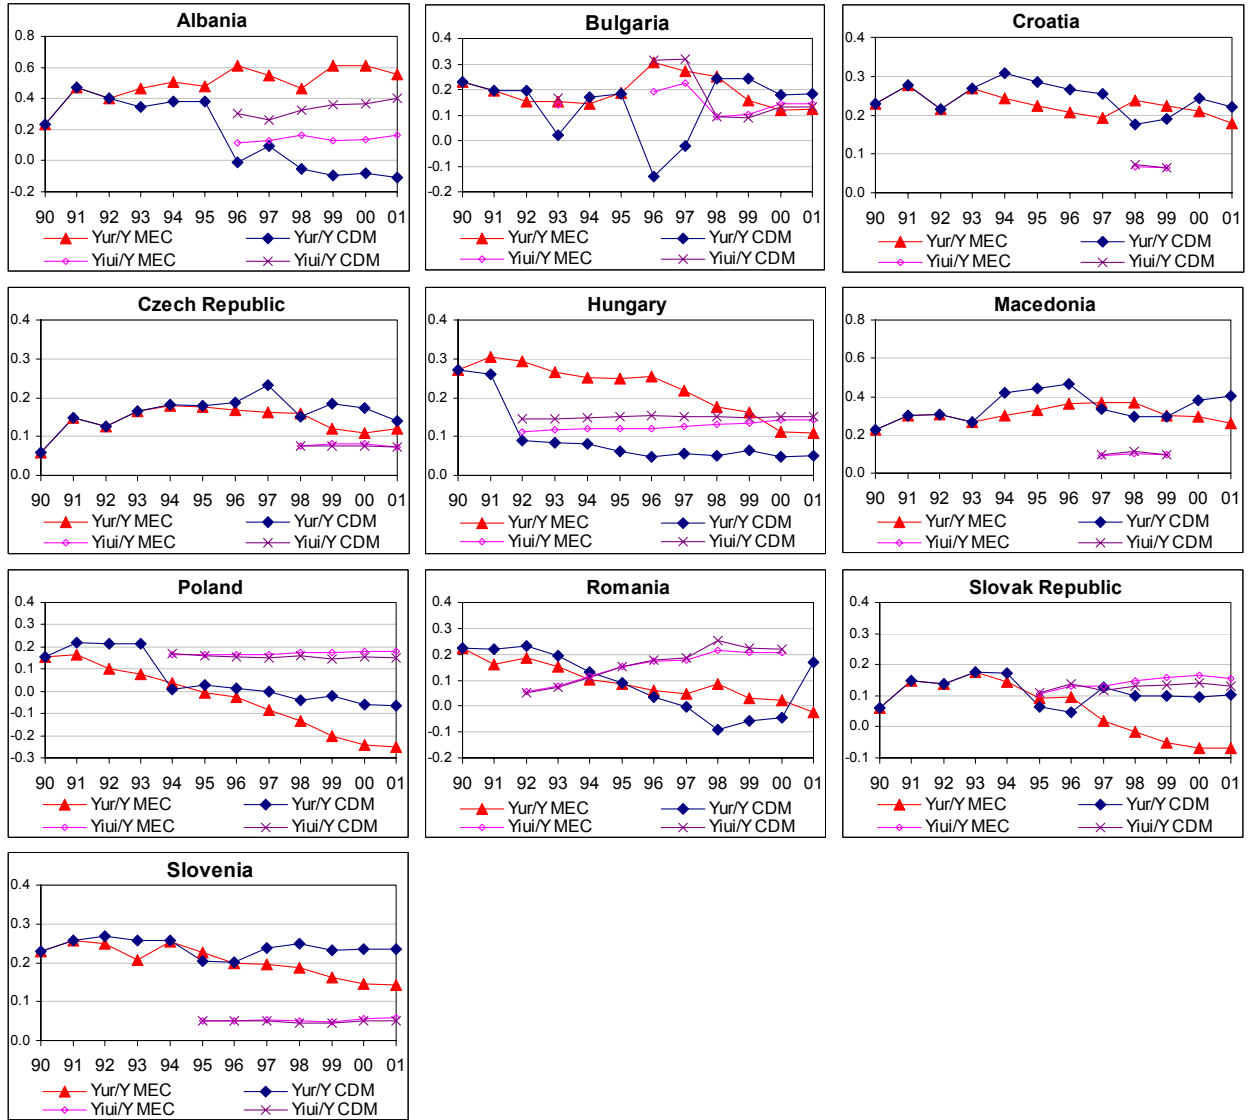 Albania
0.8
0.6
0.4
0.2
0.0
-0.2
90 91 92 93 94 95 96 97 98 99 00 01
Yur/Y MEC Yur/Y CDM
Yiui/Y MEC Yiui/Y CDM
Bulgaria
0.4
0.3
0.2
0.1
0.0
-0.1
-0.2
90 91 92 93 94 95 96 97 98 99 00 01
Yur/Y MEC Yur/Y CDM
Yiui/Y MEC Yiui/Y CDM
Croatia
0.4
0.3
0.2
0.1
0.0
90 91 92 93 94 95 96 97 98 99 00 01
Yur/Y MEC Yur/Y CDM
Yiui/Y MEC Yiui/Y CDM
Czech Republic
0.4
0.3
0.2
0.1
0.0
90 91 92 93 94 95 96 97 98 99 00 01
Yur/Y MEC Yur/Y CDM
Yiui/Y MEC Yiui/Y CDM
Hungary
0.4
0.3
0.2
0.1
0.0
90 91 92 93 94 95 96 97 98 99 00 01
Yur/Y MEC Yur/Y CDM
Yiui/Y MEC Yiui/Y CDM
Macedonia
0.8
0.6
0.4
0.2
0.0
90 91 92 93 94 95 96 97 98 99 00 01
Yur/Y MEC Yur/Y CDM
Yiui/Y MEC Yiui/Y CDM
Poland
0.4
0.3
0.2
0.1
0.0
-0.1
-0.2
-0.3
90 91 92 93 94 95 96 97 98 99 00 01
Yur/Y MEC Yur/Y CDM
Yiui/Y MEC Yiui/Y CDM
Romania
0.4
0.3
0.2
0.1
0.0
-0.1
-0.2
90 91 92 93 94 95 96 97 98 99 00 01
Yur/Y MEC Yur/Y CDM
Yiui/Y MEC Yiui/Y CDM
Slovak Republic
0.4
0.3
0.2
0.1
0.0
-0.1
90 91 92 93 94 95 96 97 98 99 00 01
Yur/Y MEC Yur/Y CDM
Yiui/Y MEC Yiui/Y CDM
Slovenia
0.4
0.3
0.2
0.1
0.0
90 91 92 93 94 95 96 97 98 99 00 01
Yur/Y MEC Yur/Y CDM
Yiui/Y MEC Yiui/Y CDM